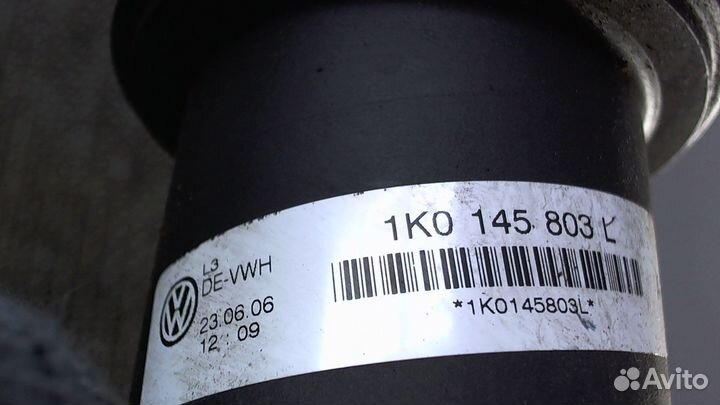 1K0 145 803 L
L3
DE-VWH
23.06.06
12:09
*1K0145803L*
Avito